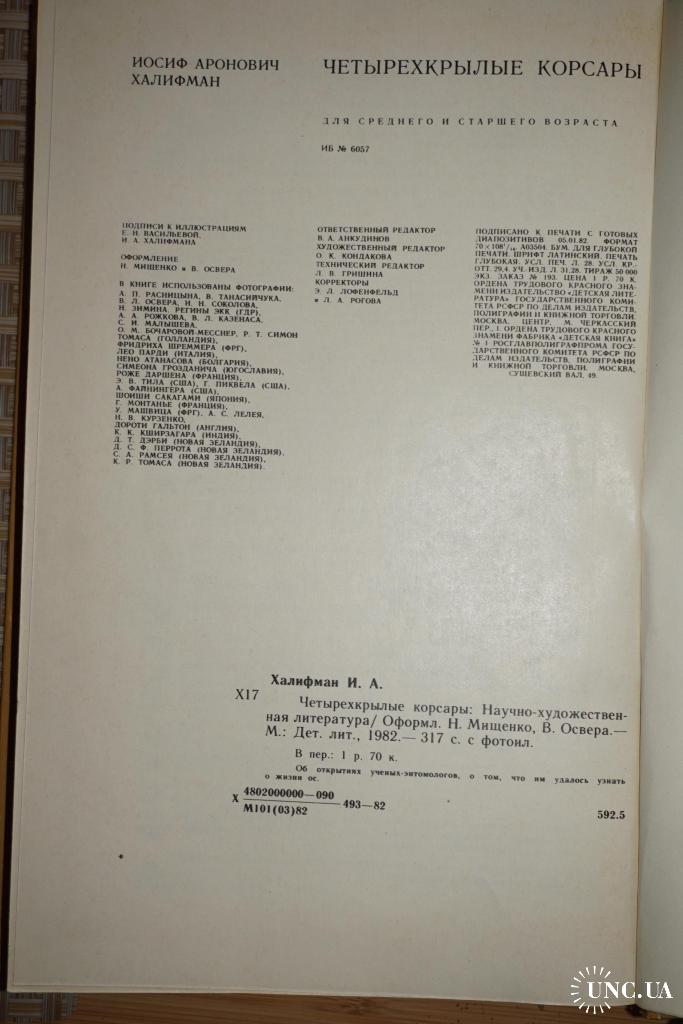 ИОСИФ АРОНОВИЧ
ХАЛИФМАН
ЧЕТЫРЕХКРЫЛЫЕ КОРСАРЫ
ДЛЯ СРЕДНЕГО И СТАРШЕГО ВОЗРАСТА
ИБ № 6057
ПОДПИСИ К ИЛЛЮСТРАЦИЯМ
Е. Н. ВАСИЛЬЕВОЙ,
И. А. ХАЛИФМАНА
ОФОРМЛЕНИЕ
Н. МИЩЕНКО и В. ОСВЕРА
В КНИГЕ ИСПОЛЬЗОВАНЫ ФОТОГРАФИИ:
А. П. РАСНИЦЫНА, В. ТАНАСИЙЧУКА,
В. Л. ОСВЕРА, И. Н. СОКОЛОВА,
Н. ЗИМИНА, РЕГИНЫ ЭКК (ГДР),
А. А. РОЖКОВА, В. Л. КАЗЕНАСА,
С. И. МАЛЫШЕВА,
О. М. БОЧАРОВОЙ-МЕССНЕР, Р. Т. СИМОН
ТОМАСА (ГОЛЛАНДИЯ),
ФРИДРИХА ШРЕММЕРА (ФРГ),
ЛЕО ПАРДИ (ИТАЛИЯ),
НЕНО АТАНАСОВА (БОЛГАРИЯ),
СИМЕОНА ГРОЗДАНИЧА (ЮГОСЛАВИЯ),
РОЖЕ ДАРШЕНА (ФРАНЦИЯ),
Э. В. ТИЛА (США), Г. ПИКВЕЛА (США),
А. ФАЙНИНГЕРА (США),
ШОИШИ САКАГАМИ (ЯПОНИЯ),
Г. МОНТАНЬЕ (ФРАНЦИЯ),
У. МАШВИЦА (ФРГ), А. С. ЛЕЛЕЯ,
Н. В. КУРЗЕНКО,
ДОРОТИ ГАЛЬТОН (АНГЛИЯ),
К. К. КШИРЗАГАРА (ИНДИЯ),
Д. Т. ДЭРБИ (НОВАЯ ЗЕЛАНДИЯ),
Д. С. Ф. ПЕРРОТА (НОВАЯ ЗЕЛАНДИЯ),
С. А. РАМСЕЯ (НОВАЯ ЗЕЛАНДИЯ),
К. Р. ТОМАСА (НОВАЯ ЗЕЛАНДИЯ).
ОТВЕТСТВЕННЫЙ РЕДАКТОР
В. А. АНКУДИНОВ
ХУДОЖЕСТВЕННЫЙ РЕДАКТОР
О. К. КОНДАКОВА
ТЕХНИЧЕСКИЙ РЕДАКТОР
Л. В. ГРИШИНА
КОРРЕКТОРЫ
Э. Л. ЛОФЕНФЕЛЬД
и Л. А. РОГОВА
ПОДПИСАНО К ПЕЧАТИ С ГОТОВЫХ
ДИАПОЗИТИВОВ 05.01.82 ФОРМАТ
70×108¹/₁₆. А03504. БУМ. ДЛЯ ГЛУБОКОЙ
ПЕЧАТИ. ШРИФТ ЛАТИНСКИЙ. ПЕЧАТЬ
ГЛУБОКАЯ. УСЛ. ПЕЧ. Л. 28. УСЛ. КР.-
ОТТ. 29,4. УЧ. ИЗД. Л. 31,28. ТИРАЖ 50 000
ЭКЗ. ЗАКАЗ № 193. ЦЕНА 1 Р. 70 К.
ОРДЕНА ТРУДОВОГО КРАСНОГО ЗНА-
МЕНИ ИЗДАТЕЛЬСТВО «ДЕТСКАЯ ЛИТЕ-
РАТУРА» ГОСУДАРСТВЕННОГО КОМИ-
ТЕТА РСФСР ПО ДЕЛАМ ИЗДАТЕЛЬСТВ,
ПОЛИГРАФИИ И КНИЖНОЙ ТОРГОВЛИ.
МОСКВА, ЦЕНТР, М. ЧЕРКАССКИЙ
ПЕР., 1. ОРДЕНА ТРУДОВОГО КРАСНОГО
ЗНАМЕНИ ФАБРИКА «ДЕТСКАЯ КНИГА»
№ 1 РОСГЛАВПОЛИГРАФПРОМА ГОСУ-
ДАРСТВЕННОГО КОМИТЕТА РСФСР ПО
ДЕЛАМ ИЗДАТЕЛЬСТВ, ПОЛИГРАФИИ
И КНИЖНОЙ ТОРГОВЛИ. МОСКВА,
СУЩЕВСКИЙ ВАЛ, 49.
Халифман И. А.
Х17
Четырехкрылые корсары: Научно-художествен-
ная литература/ Оформл. Н. Мищенко, В. Освера.—
М.: Дет. лит., 1982.— 317 с. с фотоил.
В пер.: 1 р. 70 к.
Об открытиях ученых-энтомологов, о том, что им удалось узнать
о жизни ос.
Х 4802000000—090
М101(03)82 493—82
592.5
UNC.UA